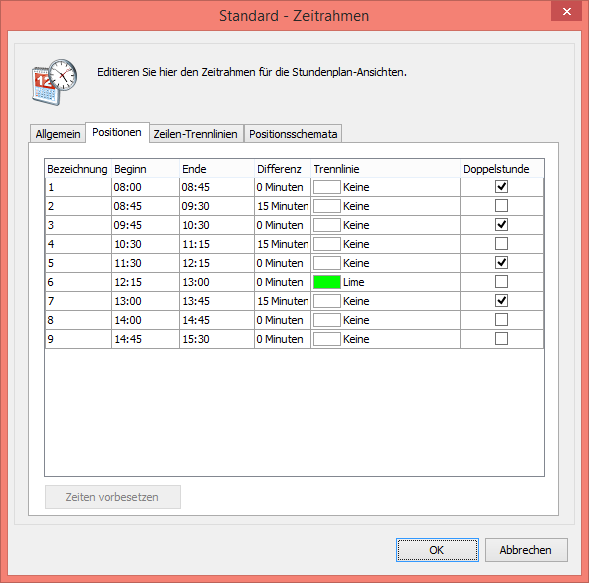 Standard - Zeitrahmen
Editieren Sie hier den Zeitrahmen für die Stundenplan-Ansichten.
Allgemein Positionen Zeilen-Trennlinien Positionsschemata
Bezeichnung Beginn Ende Differenz Trennlinie Doppelstunde
1 08:00 08:45 0 Minuten Keine
2 08:45 09:30 15 Minuten Keine
3 09:45 10:30 0 Minuten Keine
4 10:30 11:15 15 Minuten Keine
5 11:30 12:15 0 Minuten Keine
6 12:15 13:00 0 Minuten Lime
7 13:00 13:45 15 Minuten Keine
8 14:00 14:45 0 Minuten Keine
9 14:45 15:30 0 Minuten Keine
Zeiten vorbesetzen
OK Abbrechen